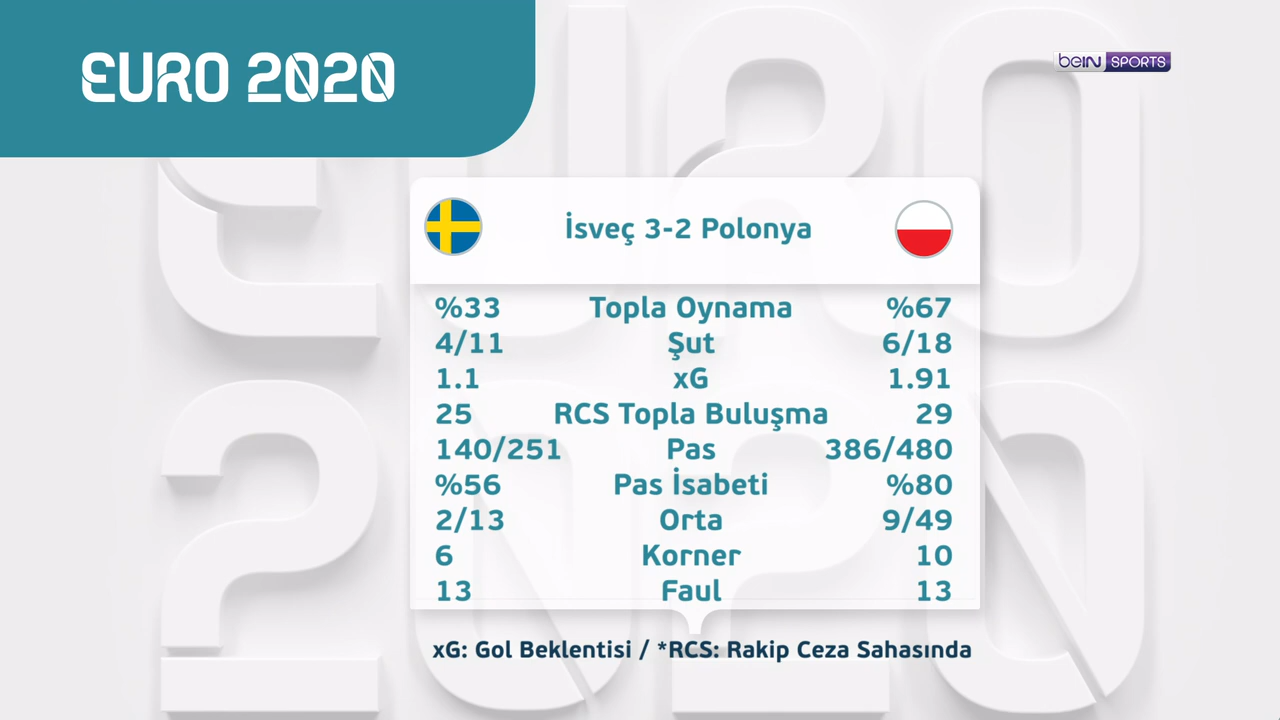 EURO 2020
beIN SPORTS
İsveç 3-2 Polonya
%33 Topla Oynama %67
4/11 Şut 6/18
1.1 xG 1.91
25 RCS Topla Buluşma 29
140/251 Pas 386/480
%56 Pas İsabeti %80
2/13 Orta 9/49
6 Korner 10
13 Faul 13
xG: Gol Beklentisi / *RCS: Rakip Ceza Sahasında